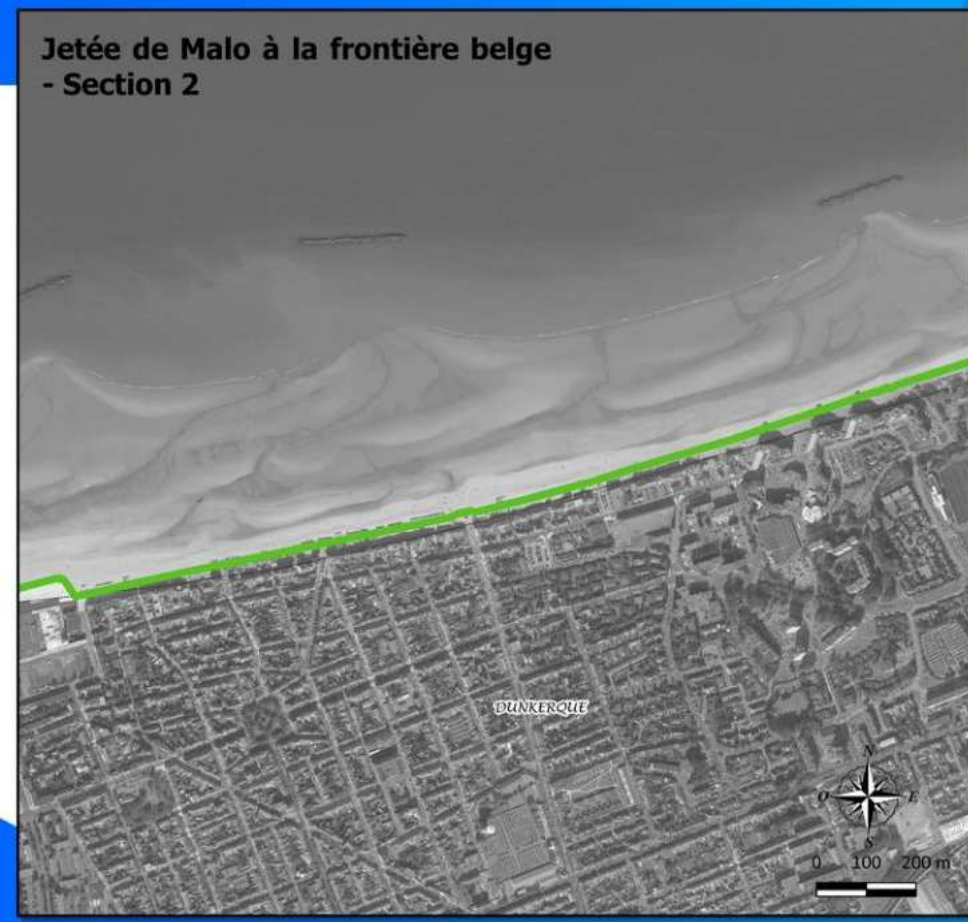 Jetée de Malo à la frontière belge
- Section 2
DUNKERQUE
N
O E
S
0 100 200 m